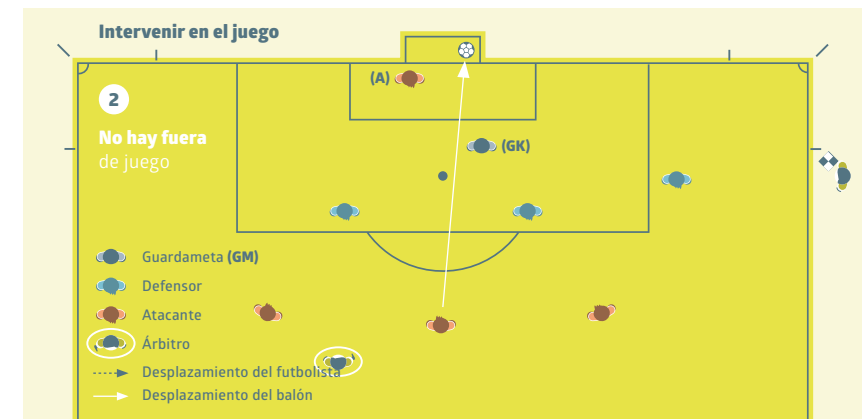 Intervenir en el juego
(A)
2
No hay fuera
de juego
(GK)
Guardameta (GM)
Defensor
Atacante
Árbitro
Desplazamiento del futbolista
Desplazamiento del balón